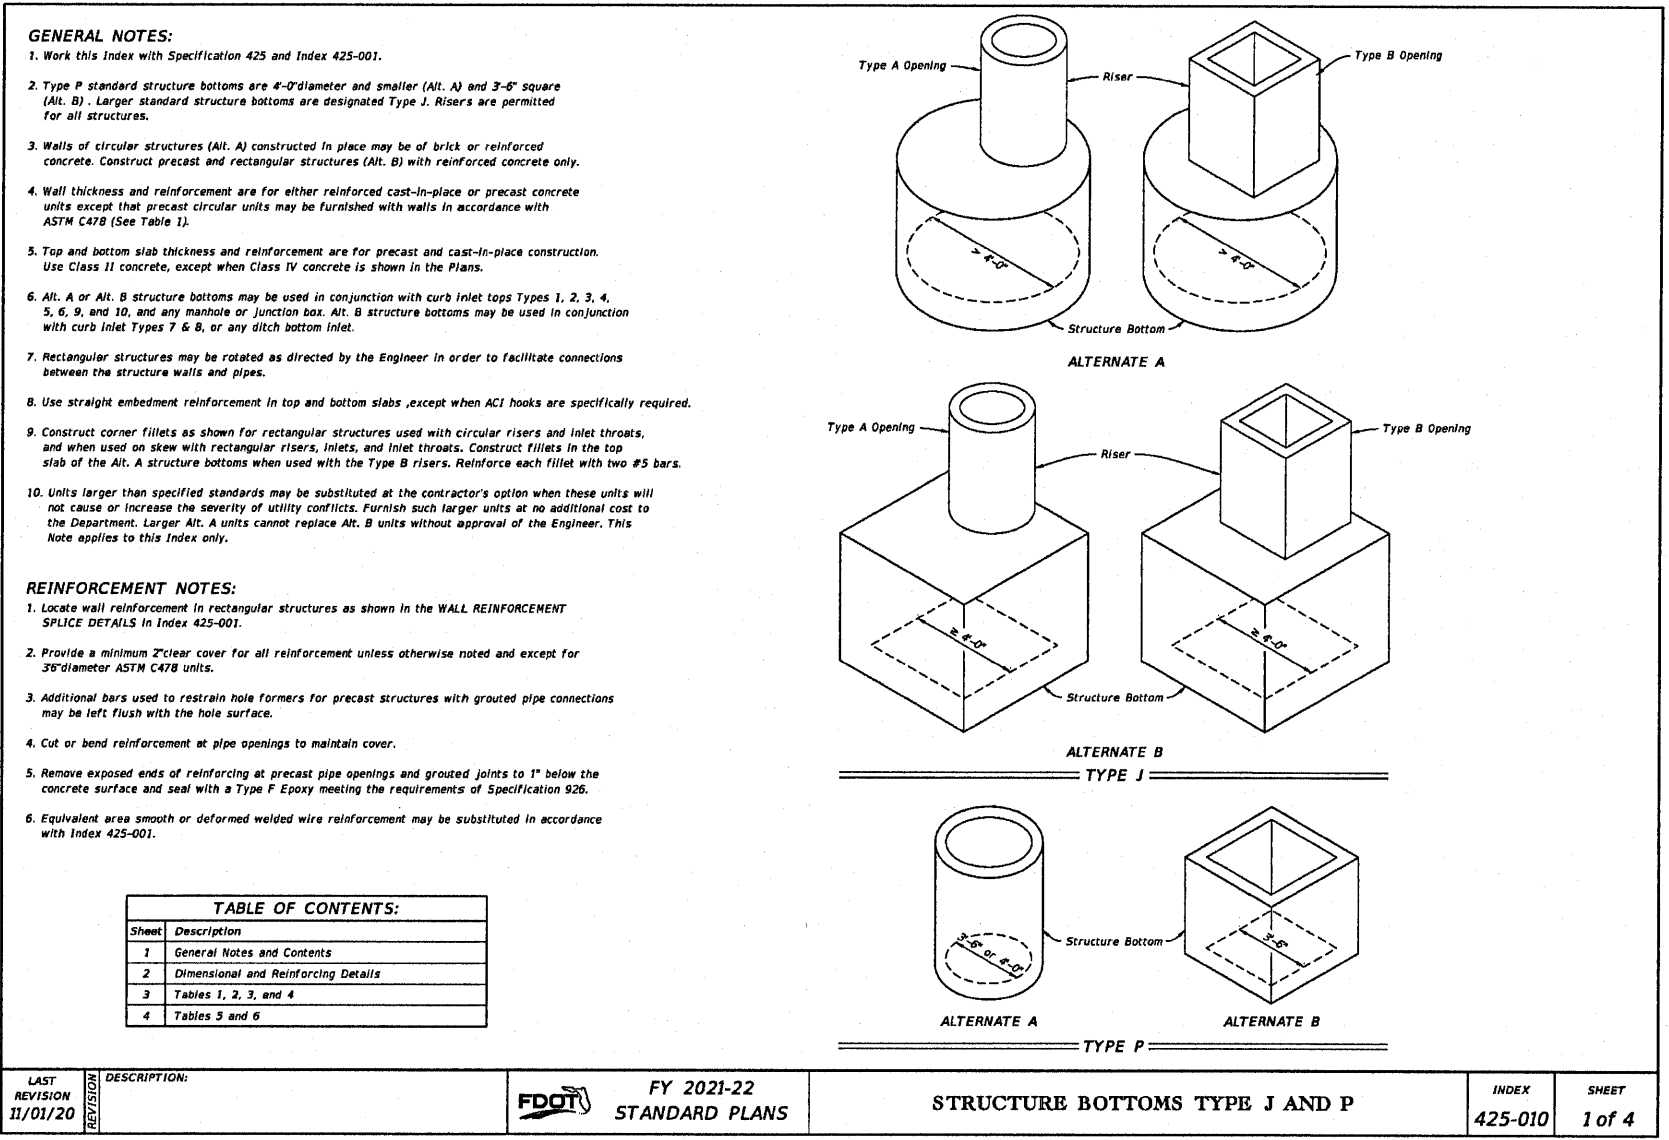 GENERAL NOTES:
1. Work this Index with Specification 425 and Index 425-001.
2. Type P standard structure bottoms are 4'-0"diameter and smaller (Alt. A) and 3'-6" square
(Alt. B) . Larger standard structure bottoms are designated Type J. Risers are permitted
for all structures.
3. Walls of circular structures (Alt. A) constructed in place may be of brick or reinforced
concrete. Construct precast and rectangular structures (Alt. B) with reinforced concrete only.
4. Wall thickness and reinforcement are for either reinforced cast-in-place or precast concrete
units except that precast circular units may be furnished with walls in accordance with
ASTM C478 (See Table 1).
5. Top and bottom slab thickness and reinforcement are for precast and cast-in-place construction.
Use Class II concrete, except when Class IV concrete is shown in the Plans.
6. Alt. A or Alt. B structure bottoms may be used in conjunction with curb inlet tops Types 1, 2, 3, 4,
5, 6, 9, and 10, and any manhole or junction box. Alt. B structure bottoms may be used in conjunction
with curb inlet Types 7 & 8, or any ditch bottom inlet.
7. Rectangular structures may be rotated as directed by the Engineer in order to facilitate connections
between the structure walls and pipes.
8. Use straight embedment reinforcement in top and bottom slabs ,except when ACI hooks are specifically required.
9. Construct corner fillets as shown for rectangular structures used with circular risers and inlet throats,
and when used on skew with rectangular risers, inlets, and inlet throats. Construct fillets in the top
slab of the Alt. A structure bottoms when used with the Type B risers. Reinforce each fillet with two #5 bars.
10. Units larger than specified standards may be substituted at the contractor's option when these units will
not cause or increase the severity of utility conflicts. Furnish such larger units at no additional cost to
the Department. Larger Alt. A units cannot replace Alt. B units without approval of the Engineer. This
Note applies to this Index only.
REINFORCEMENT NOTES:
1. Locate wall reinforcement in rectangular structures as shown in the WALL REINFORCEMENT
SPLICE DETAILS in Index 425-001.
2. Provide a minimum 2"clear cover for all reinforcement unless otherwise noted and except for
36"diameter ASTM C478 units.
3. Additional bars used to restrain hole formers for precast structures with grouted pipe connections
may be left flush with the hole surface.
4. Cut or bend reinforcement at pipe openings to maintain cover.
5. Remove exposed ends of reinforcing at precast pipe openings and grouted joints to 1" below the
concrete surface and seal with a Type F Epoxy meeting the requirements of Specification 926.
6. Equivalent area smooth or deformed welded wire reinforcement may be substituted in accordance
with Index 425-001.
TABLE OF CONTENTS:
Sheet Description
1 General Notes and Contents
2 Dimensional and Reinforcing Details
3 Tables 1, 2, 3, and 4
4 Tables 5 and 6
Type A Opening
Riser
Type B Opening
> 4'-0"
> 4'-0"
Structure Bottom
ALTERNATE A
Type A Opening
Riser
Type B Opening
≥ 4'-0"
≥ 4'-0"
Structure Bottom
ALTERNATE B
TYPE J
3'-6" or 4'-0"
Structure Bottom
3'-6"
ALTERNATE A
ALTERNATE B
TYPE P
LAST
REVISION
11/01/20
REVISION
DESCRIPTION:
FDOT
FY 2021-22
STANDARD PLANS
STRUCTURE BOTTOMS TYPE J AND P
INDEX
425-010
SHEET
1 of 4